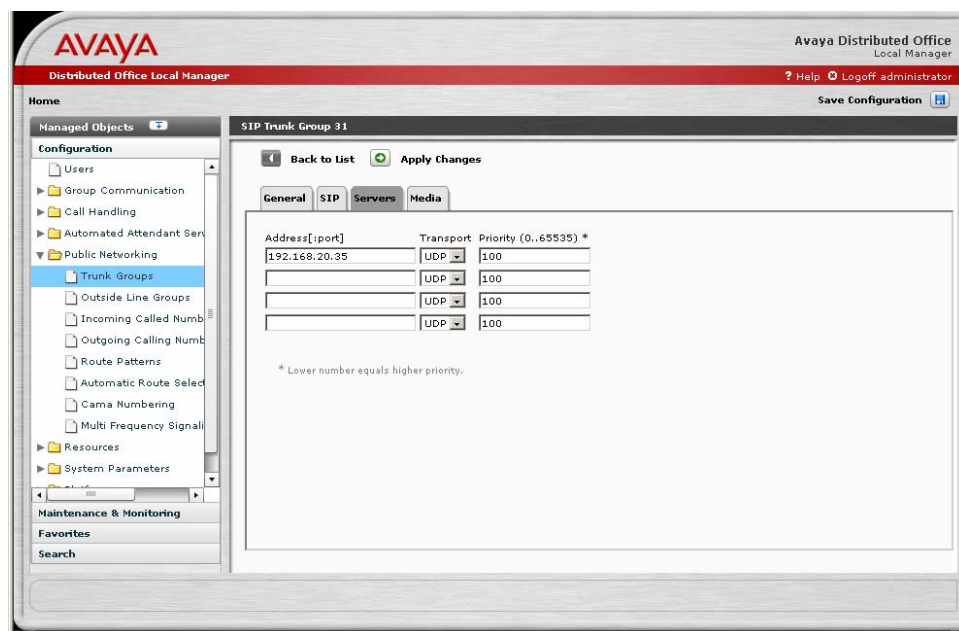 AVAYA
Avaya Distributed Office
Local Manager
Distributed Office Local Manager
? Help Logoff administrator
Home
Save Configuration
Managed Objects
SIP Trunk Group 31
Configuration
Back to List Apply Changes
Users
Group Communication
Call Handling
Automated Attendant Serv
Public Networking
Trunk Groups
Outside Line Groups
Incoming Called Numb
Outgoing Calling Numb
Route Patterns
Automatic Route Select
Cama Numbering
Multi Frequency Signali
Resources
System Parameters
Maintenance & Monitoring
Favorites
Search
General SIP Servers Media
Address[:port] Transport Priority (0..65535) *
192.168.20.35 UDP 100
UDP 100
UDP 100
UDP 100
* Lower number equals higher priority.